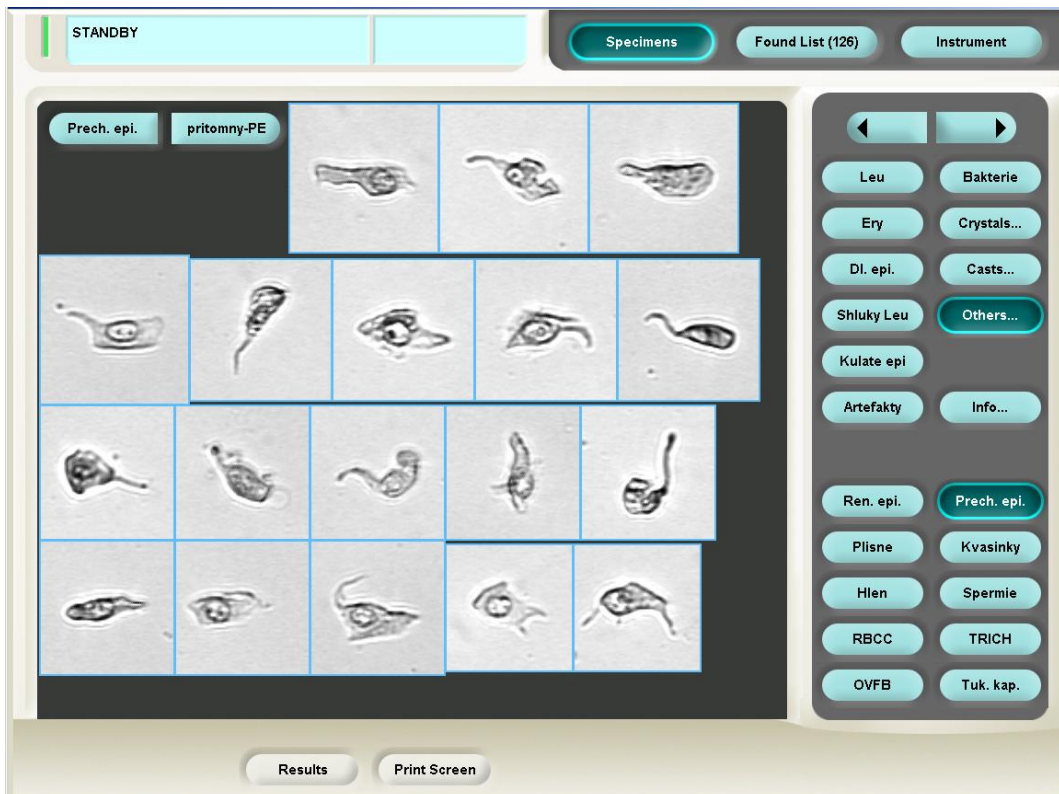 STANDBY
Specimens
Found List (126)
Instrument
Prech. epi.
pritomny-PE
Leu
Bakterie
Ery
Crystals...
Dl. epi.
Casts...
Shluky Leu
Others...
Kulate epi
Artefakty
Info...
Ren. epi.
Prech. epi.
Plisne
Kvasinky
Hlen
Spermie
RBCC
TRICH
OVFB
Tuk. kap.
Results
Print Screen